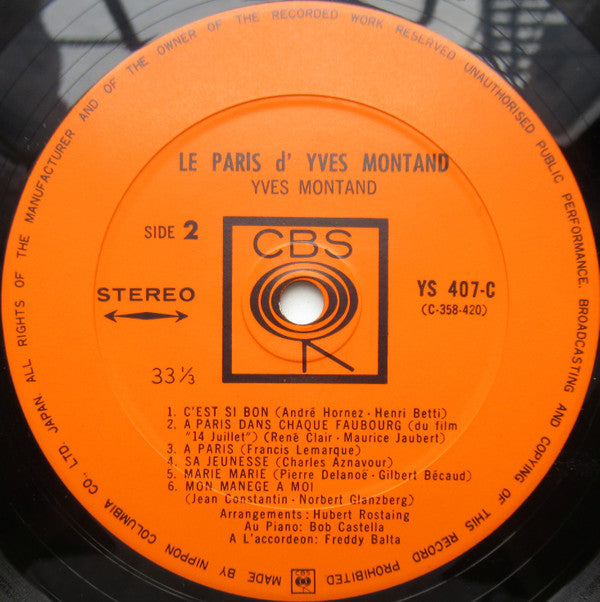 MADE BY NIPPON COLUMBIA CO., LTD. JAPAN ALL RIGHTS OF THE MANUFACTURER AND OF THE OWNER OF THE RECORDED WORK RESERVED UNAUTHORISED PUBLIC PERFORMANCE, BROADCASTING AND COPYING OF THIS RECORD PROHIBITED
LE PARIS d' YVES MONTAND
YVES MONTAND
SIDE 2
CBS
STEREO
YS 407-C
(C-358-420)
33 1/3
1. C'EST SI BON (André Hornez · Henri Betti)
2. A PARIS DANS CHAQUE FAUBOURG (du film
"14 Juillet") (René Clair · Maurice Jaubert)
3. A PARIS (Francis Lemarque)
4. SA JEUNESSE (Charles Aznavour)
5. MARIE MARIE (Pierre Delanoë · Gilbert Bécaud)
6. MON MANEGE A MOI
(Jean Constantin · Norbert Glanzberg)
Arrangements : Hubert Rostaing
Au Piano: Bob Castella
A L'accordeon: Freddy Balta
CBS